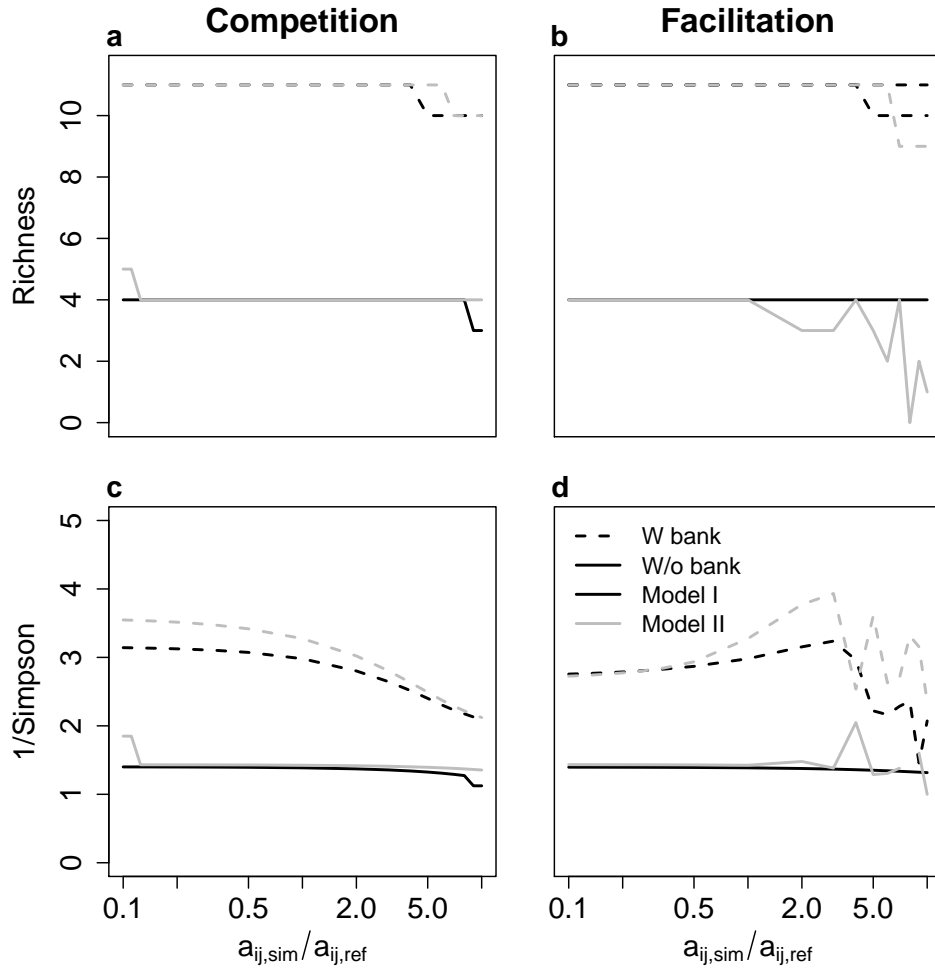 Competition
Facilitation
a
b
Richness
0
2
4
6
8
10
c
d
1/Simpson
0
1
2
3
4
5
W bank
W/o bank
Model I
Model II
0.1
0.5
2.0
5.0
0.1
0.5
2.0
5.0
a_ij,sim / a_ij,ref
a_ij,sim / a_ij,ref